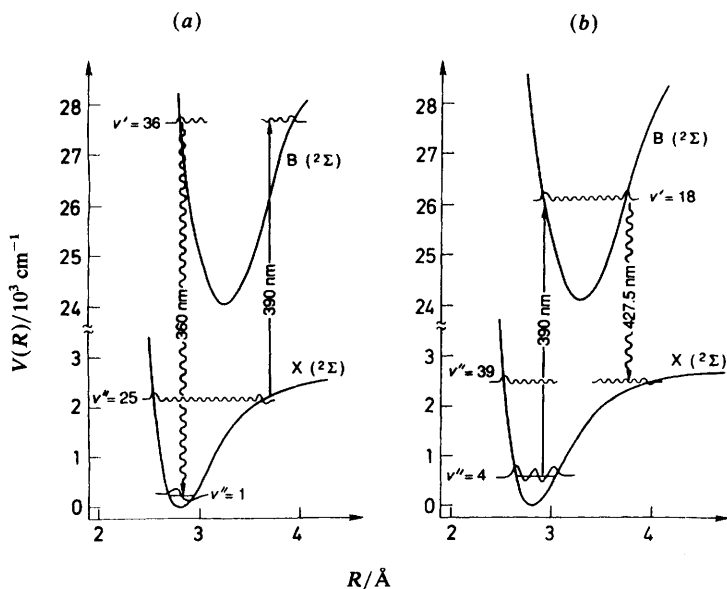 (a)
(b)
V(R)/10³ cm⁻¹
28
27
26
25
24
3
2
1
0
2
3
4
v' = 36
B (²Σ)
360 nm
390 nm
X (²Σ)
v" = 25
v" = 1
28
27
26
25
24
3
2
1
0
2
3
4
B (²Σ)
v' = 18
390 nm
427.5 nm
X (²Σ)
v" = 39
v" = 4
R/Å